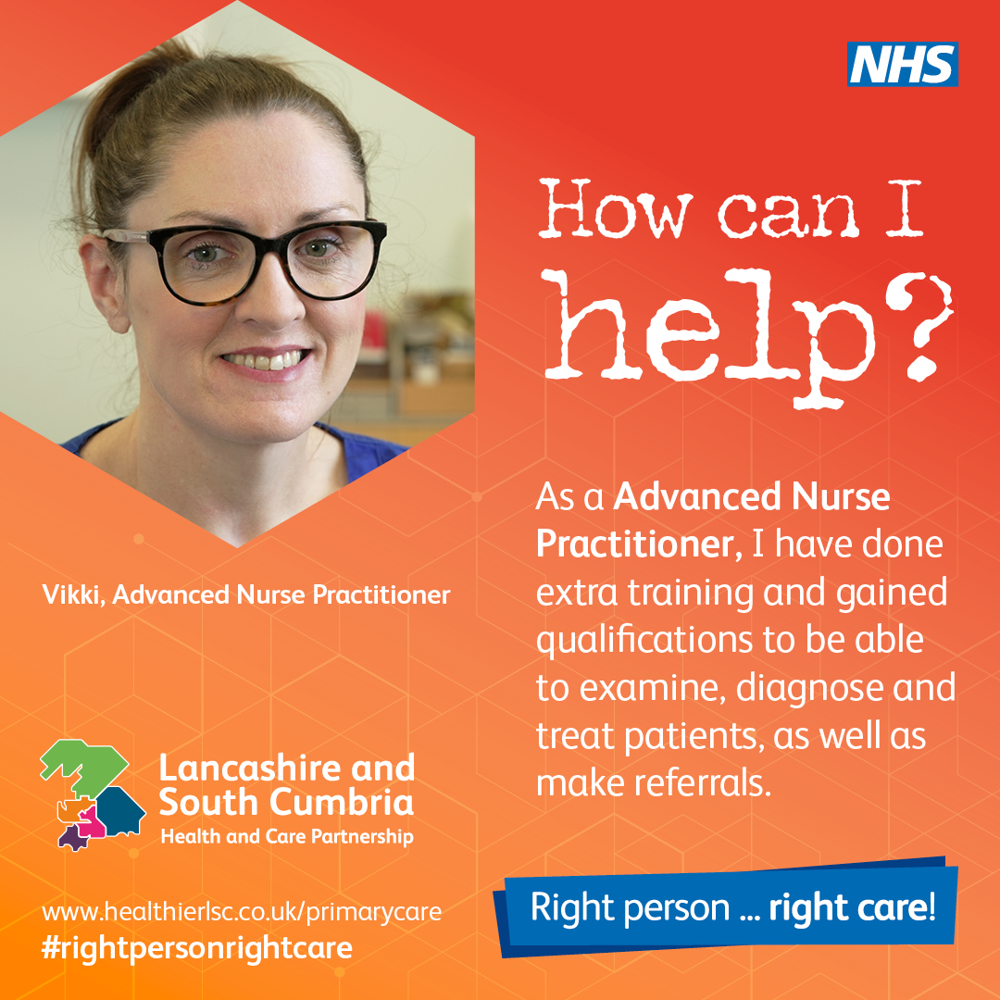 NHS
How can I
help?
As a Advanced Nurse
Practitioner, I have done
extra training and gained
qualifications to be able
to examine, diagnose and
treat patients, as well as
make referrals.
Vikki, Advanced Nurse Practitioner
Lancashire and
South Cumbria
Health and Care Partnership
www.healthierlsc.co.uk/primarycare
#rightpersonrightcare
Right person ... right care!